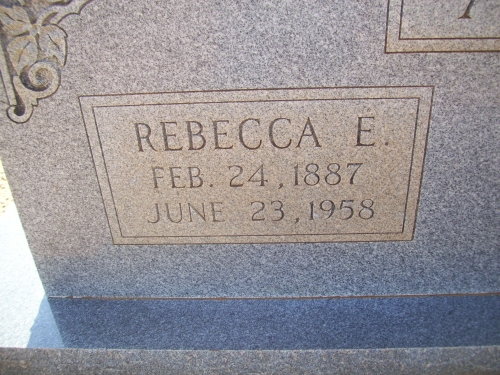 REBECCA E.
FEB. 24, 1887
JUNE 23, 1958